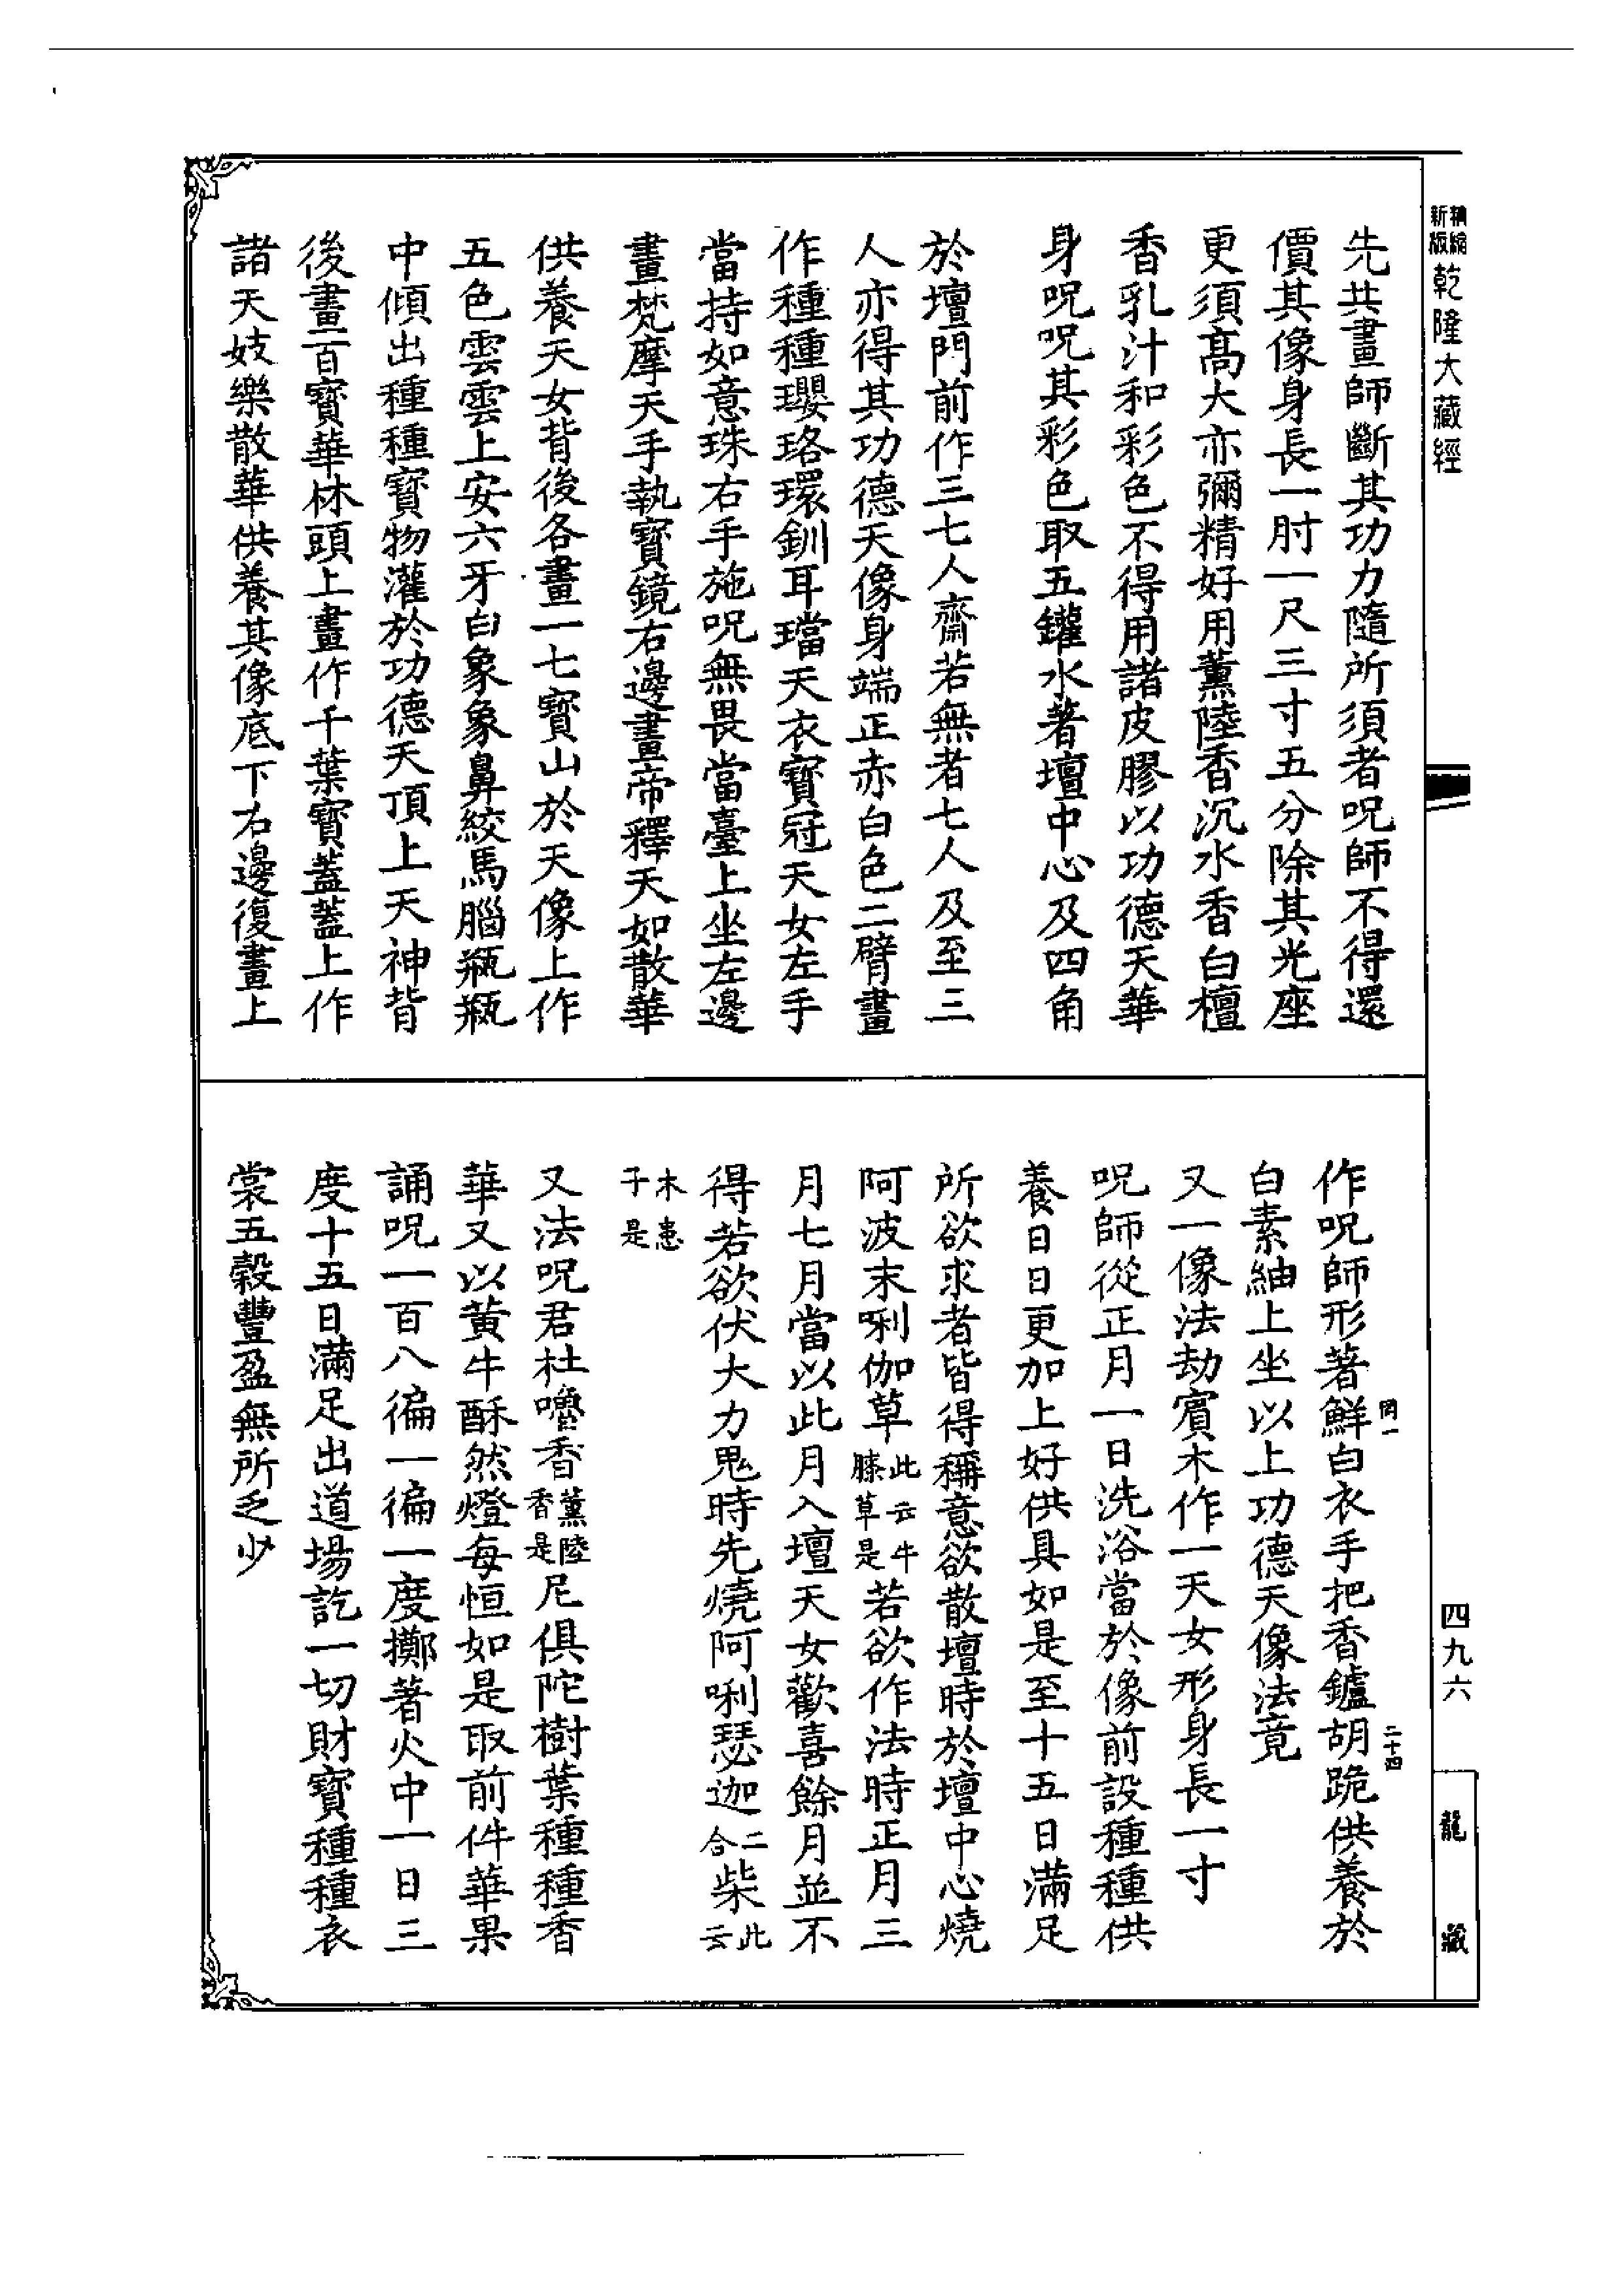 新版精縮乾隆大藏經
先共畫師斷其功力隨所須者呪師不得還
價其像身長一肘一尺三寸五分除其光座
更須高大亦彌精好用薰陸香沉水香白檀
香乳汁和彩色不得用諸皮膠以功德天華
身呪呪其彩色取五鑵水著壇中心及四角
於壇門前作三七人齋若無者七人及至三
人亦得其功德天像身端正赤白色二臂畫
作種種瓔珞環釧耳璫天衣寶冠天女左手
當持如意珠右手施呪無畏當臺上坐左邊
畫梵摩天手執寶鏡右邊畫帝釋天如散華
供養天女背後各畫一七寶山於天像上作
五色雲雲上安六牙白象象鼻絞馬腦瓶瓶
中傾出種種寶物灌於功德天頂上天神背
後畫百寶華林頭上畫作千葉寶蓋蓋上作
諸天妓樂散華供養其像底下右邊復畫上
作呪師形著鮮白衣手把香鑪胡跪供養於
罔一
二十四
白素紬上坐以上功德天像法竟
又一像法劫賓木作一天女形身長一寸
呪師從正月一日洗浴當於像前設種種供
養日日更加上好供具如是至十五日滿足
所欲求者皆得稱意欲散壇時於壇中心燒
阿波末唎伽草此云牛膝草是若欲作法時正月三
月七月當以此月入壇天女歡喜餘月並不
得若欲伏大力鬼時先燒阿唎瑟迦二合柴此云
木患子是
又法呪君杜嚕香薰陸香是尼俱陀樹葉種種香
華又以黃牛酥然燈每恒如是取前件華果
誦呪一百八徧一徧一度擲著火中一日三
度十五日滿足出道場訖一切財寶種種衣
裳五穀豐盈無所乏少
四九六
龍藏